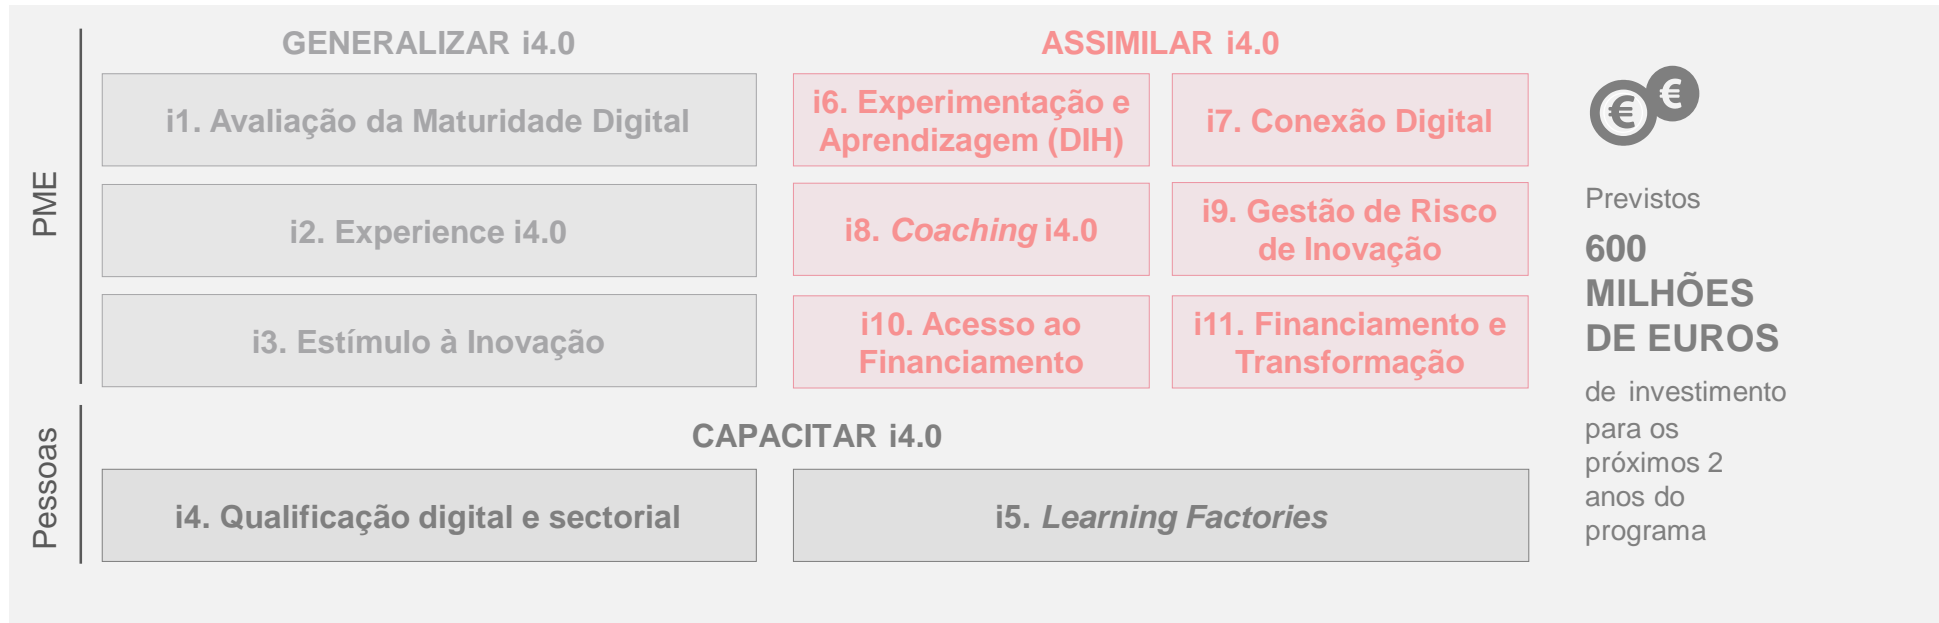 PME
GENERALIZAR i4.0
i1. Avaliação da Maturidade Digital
i2. Experience i4.0
i3. Estímulo à Inovação
ASSIMILAR i4.0
i6. Experimentação e
Aprendizagem (DIH)
i7. Conexão Digital
i8. Coaching i4.0
i9. Gestão de Risco
de Inovação
i10. Acesso ao
Financiamento
i11. Financiamento e
Transformação
Pessoas
CAPACITAR i4.0
i4. Qualificação digital e sectorial
i5. Learning Factories
€
€
Previstos
600
MILHÕES
DE EUROS
de investimento
para os
próximos 2
anos do
programa